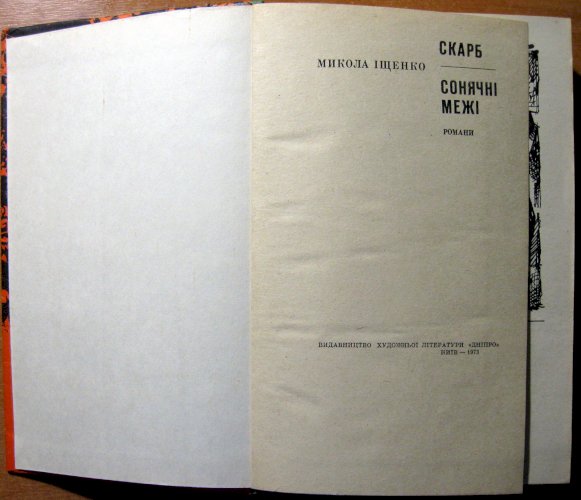 МИКОЛА ІЩЕНКО
СКАРБ
СОНЯЧНІ
МЕЖІ
РОМАНИ
ВИДАВНИЦТВО ХУДОЖНЬОЇ ЛІТЕРАТУРИ «ДНІПРО»
КИЇВ — 1973